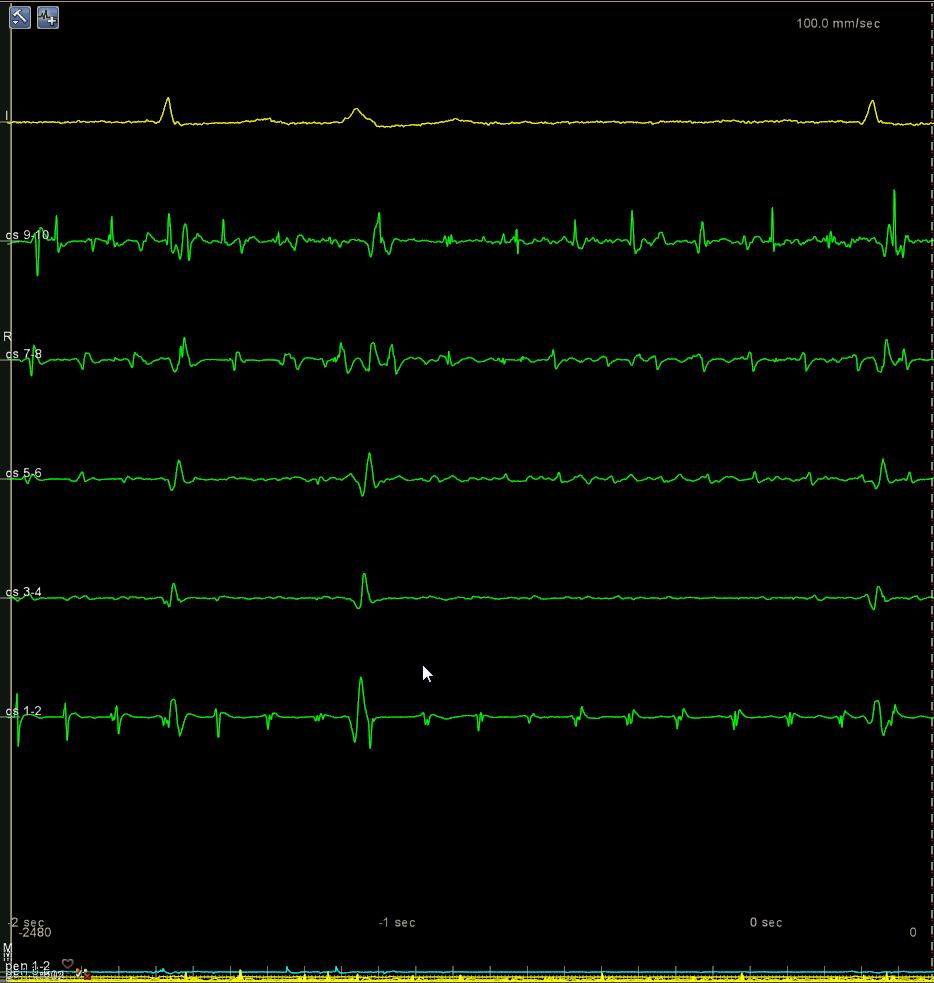 100.0 mm/sec
I
cs 9-10
R
cs 7-8
cs 5-6
cs 3-4
cs 1-2
-2 sec -1 sec 0 sec
-2480 0
M
pen 1-2